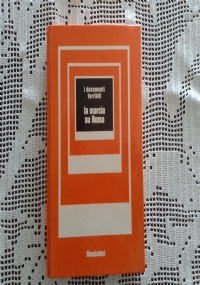 i documenti
terribili
la marcia
su Roma
Mondadori